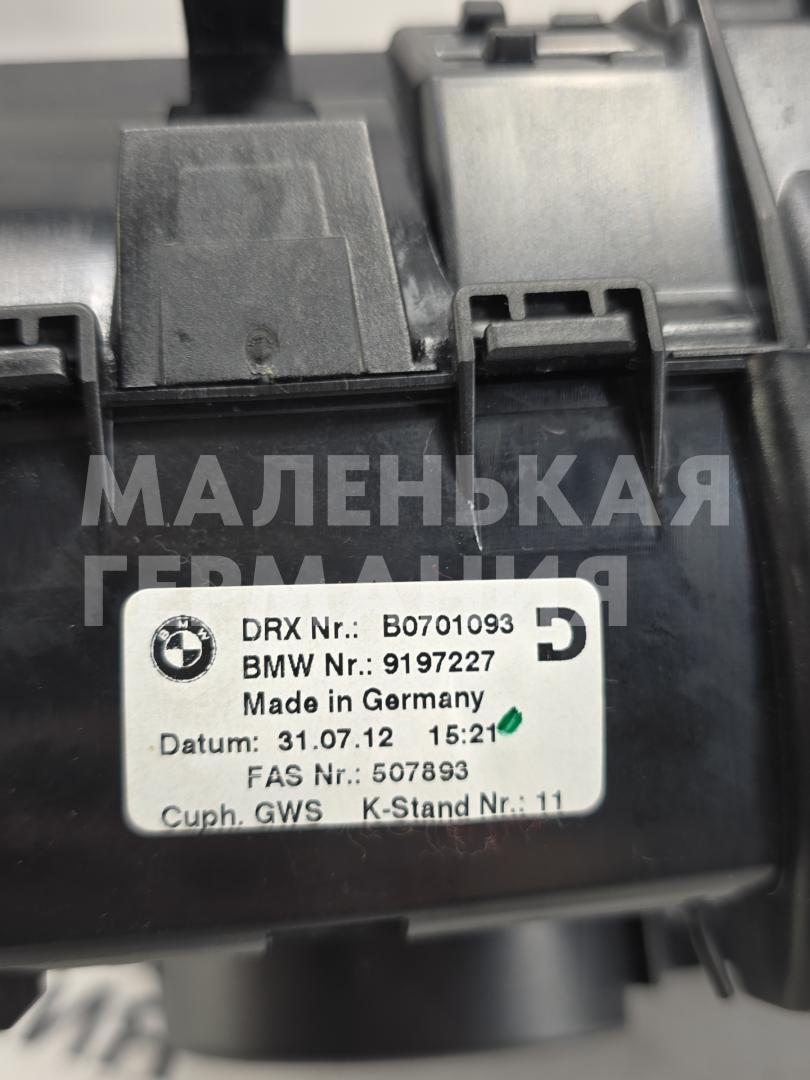 МАЛЕНЬКАЯ
ГЕРМАНИЯ
BMW
DRX Nr.: B0701093
BMW Nr.: 9197227
Made in Germany
Datum: 31.07.12 15:21
FAS Nr.: 507893
Cuph. GWS K-Stand Nr.: 11